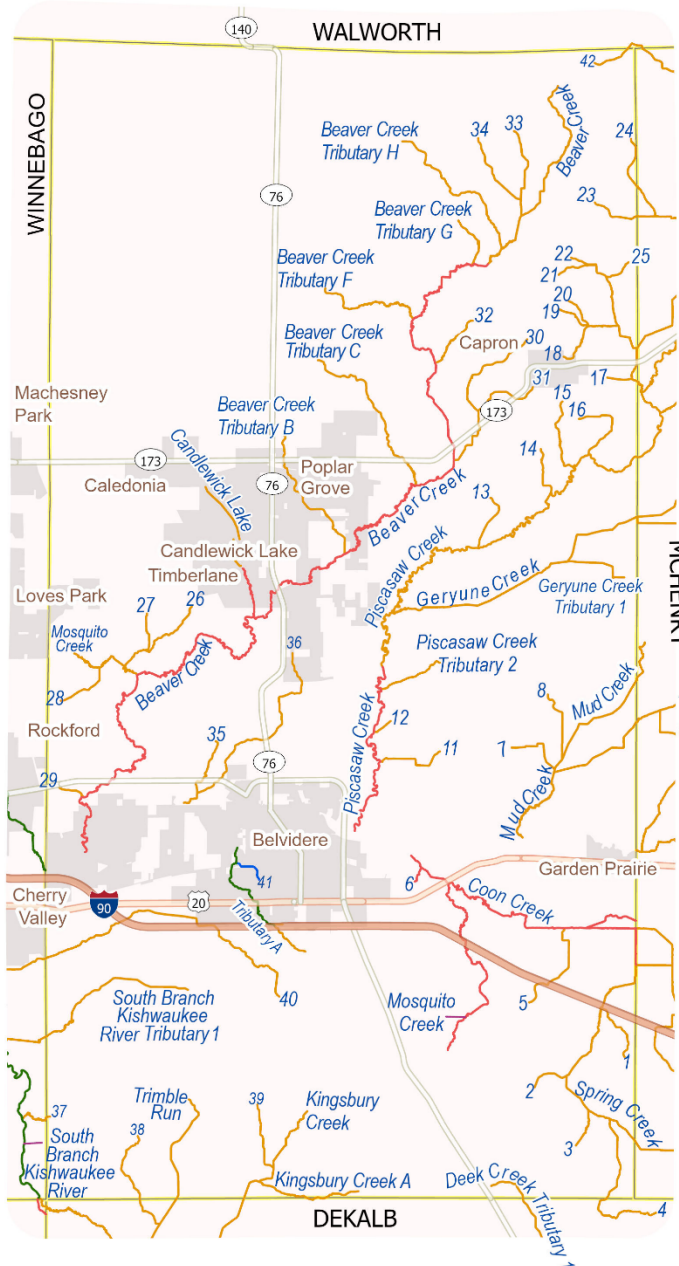 WALWORTH
140
42
WINNEBAGO
Beaver Creek
Beaver Creek
Tributary H
34
33
Beaver Creek
24
76
23
Beaver Creek
Tributary G
Beaver Creek
Tributary F
22
25
21
20
19
32
Beaver Creek
Tributary C
Capron
30
18
31
17
15
16
Machesney
Park
Beaver Creek
Tributary B
173
14
173
Candlewick Lake
Caledonia
76
Poplar
Grove
13
Beaver Creek
Candlewick Lake
Timberlane
Piscasaw Creek
MCHENRY
Geryune Creek
Geryune Creek
Tributary 1
Loves Park
27
26
Mosquito
Creek
36
Piscasaw Creek
Tributary 2
Beaver Creek
28
8
Mud Creek
Rockford
35
Piscasaw Creek
12
11
7
76
29
Mud Creek
Belvidere
Garden Prairie
41
6
Coon Creek
Cherry
Valley
90
20
Tributary A
40
South Branch
Kishwaukee
River Tributary 1
Mosquito
Creek
5
1
2
Spring Creek
Trimble
Run
39
Kingsbury
Creek
37
38
3
South
Branch
Kishwaukee
River
Kingsbury Creek A
Deek Creek Tributary 1
4
DEKALB